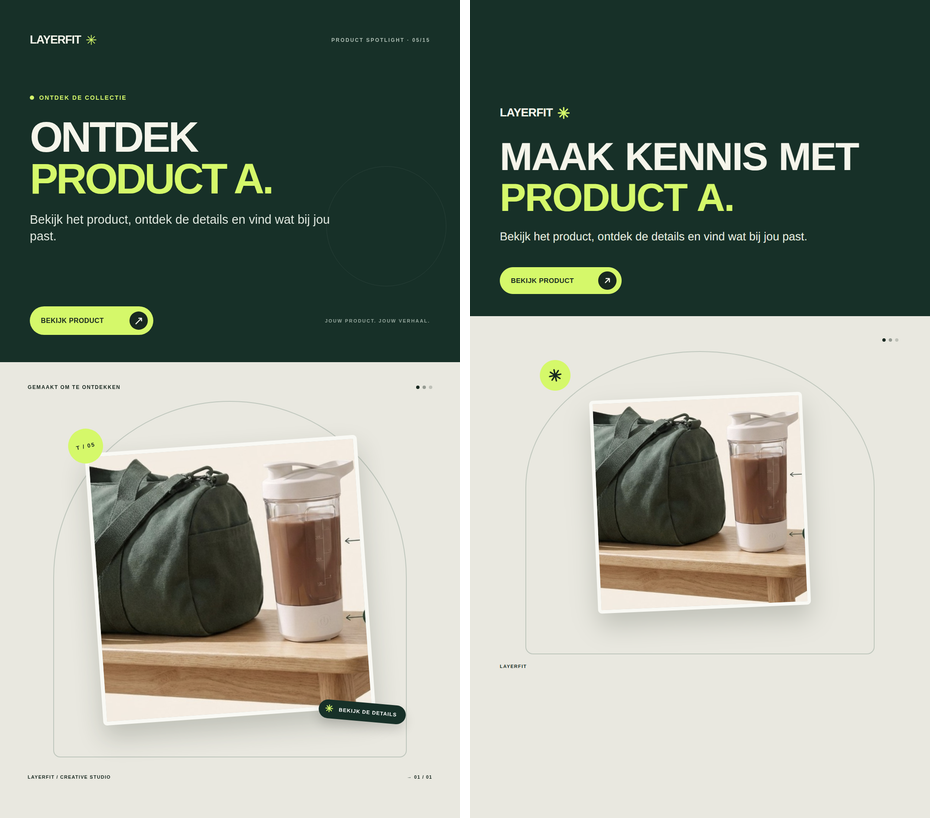 LAYERFIT
PRODUCT SPOTLIGHT · 05/15
ONTDEK DE COLLECTIE
ONTDEK
PRODUCT A.
Bekijk het product, ontdek de details en vind wat bij jou
past.
BEKIJK PRODUCT
JOUW PRODUCT. JOUW VERHAAL.
GEMAAKT OM TE ONTDEKKEN
T / 05
BEKIJK DE DETAILS
LAYERFIT / CREATIVE STUDIO
– 01 / 01
LAYERFIT
MAAK KENNIS MET
PRODUCT A.
Bekijk het product, ontdek de details en vind wat bij jou past.
BEKIJK PRODUCT
LAYERFIT